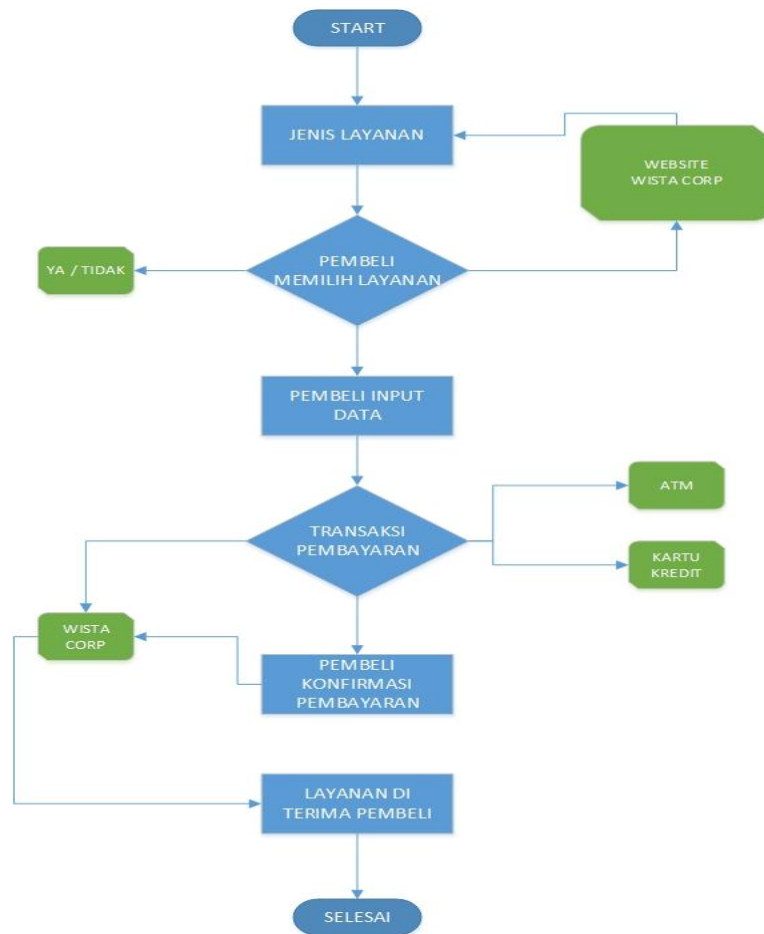 START
JENIS LAYANAN
WEBSITE
WISTA CORP
PEMBELI
MEMILIH LAYANAN
YA / TIDAK
PEMBELI INPUT
DATA
TRANSAKSI
PEMBAYARAN
ATM
KARTU
KREDIT
WISTA
CORP
PEMBELI
KONFIRMASI
PEMBAYARAN
LAYANAN DI
TERIMA PEMBELI
SELESAI